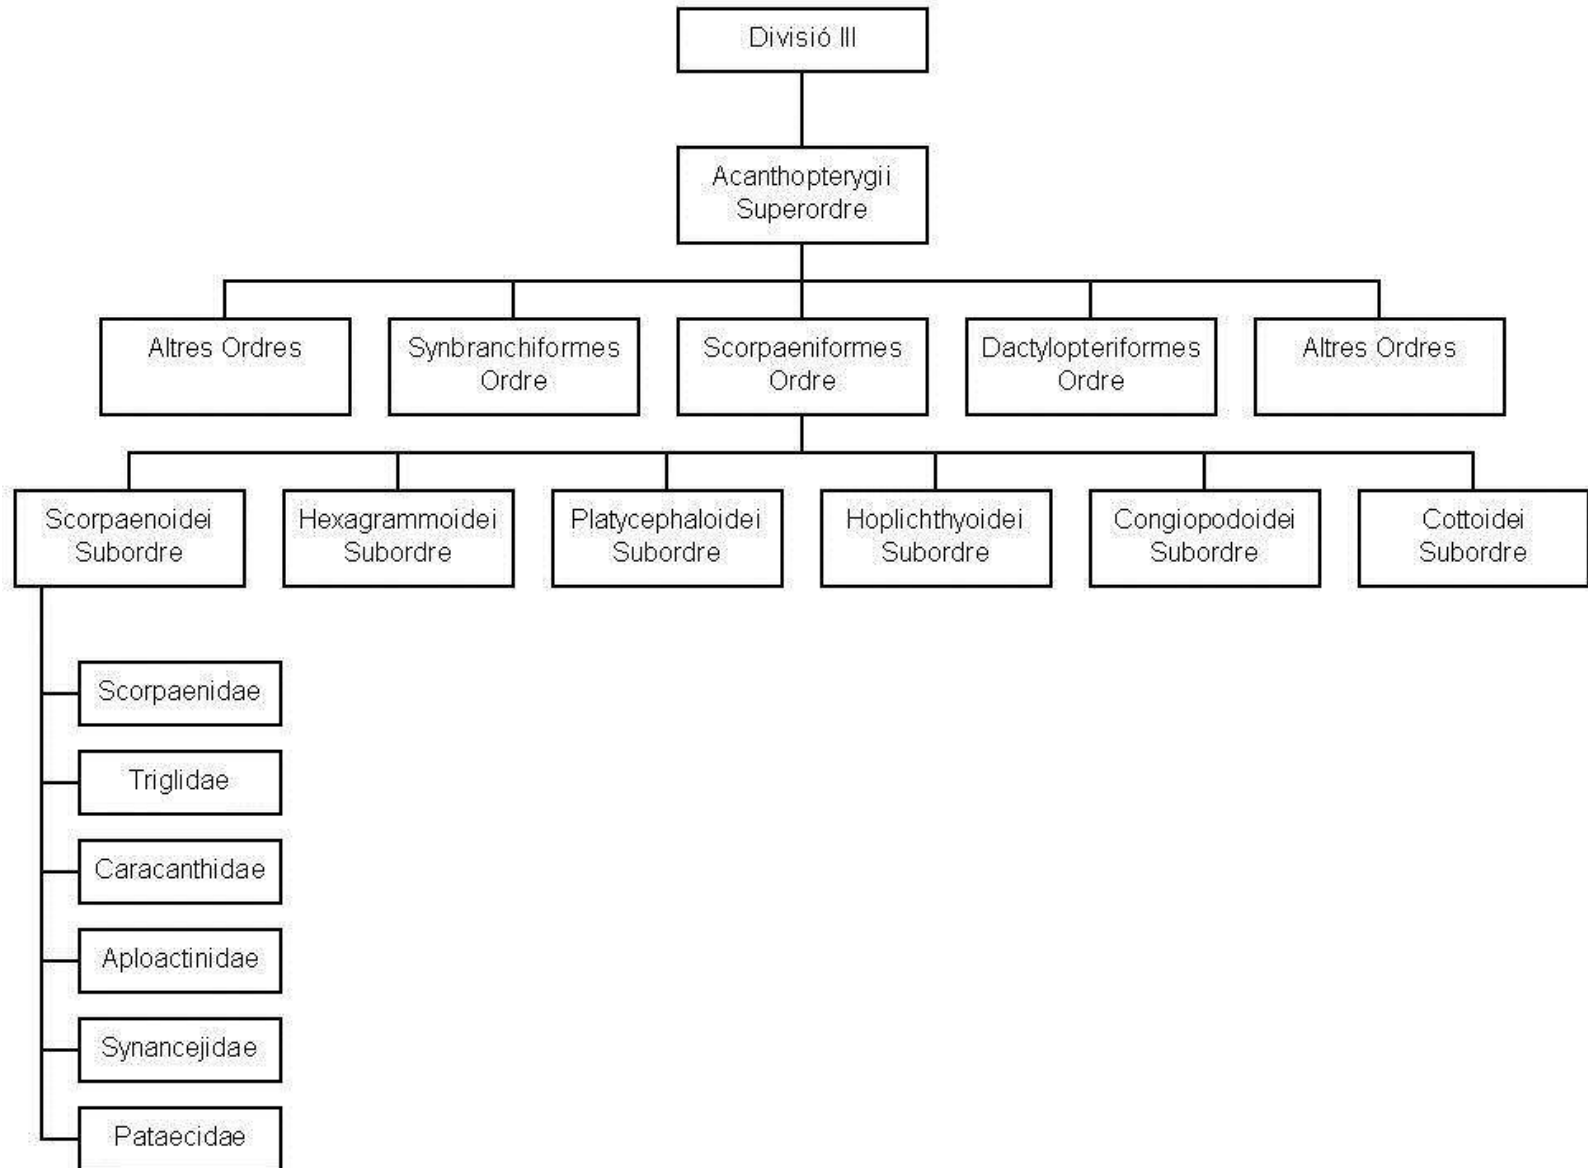 Divisió III
Acanthopterygii
Superordre
Altres Ordres
Synbranchiformes
Ordre
Scorpaeniformes
Ordre
Dactylopteriformes
Ordre
Altres Ordres
Scorpaenoidei
Subordre
Hexagrammoidei
Subordre
Platycephaloidei
Subordre
Hoplichthyoidei
Subordre
Congiopodoidei
Subordre
Cottoidei
Subordre
Scorpaenidae
Triglidae
Caracanthidae
Aploactinidae
Synancejidae
Pataecidae